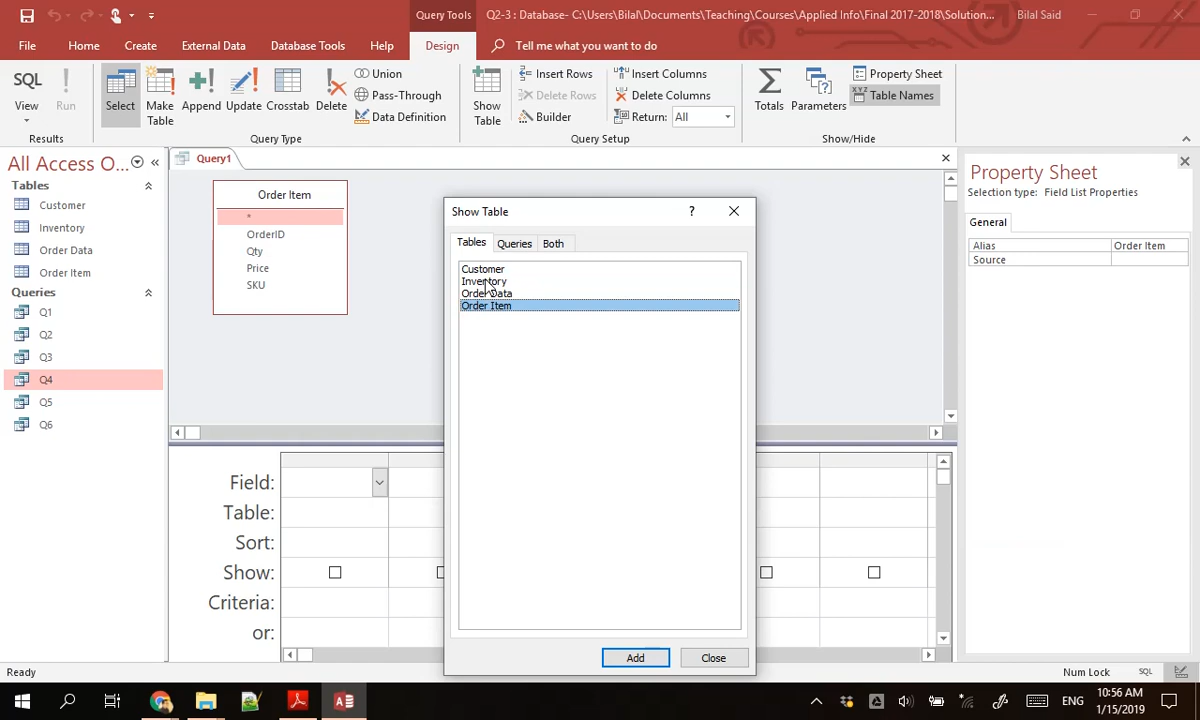 Query Tools
Q2-3 : Database- C:\Users\Bilal\Documents\Teaching\Courses\Applied Info\Final 2017-2018\Solution...
Bilal Said
File
Home
Create
External Data
Database Tools
Help
Design
Tell me what you want to do
View
Run
Results
Select
Make Table
Append
Update
Crosstab
Delete
Union
Pass-Through
Data Definition
Query Type
Show Table
Insert Rows
Delete Rows
Builder
Insert Columns
Delete Columns
Return: All
Query Setup
Totals
Parameters
Property Sheet
Table Names
Show/Hide
All Access O...
Tables
Customer
Inventory
Order Data
Order Item
Queries
Q1
Q2
Q3
Q4
Q5
Q6
Query1
Order Item
*
OrderID
Qty
Price
SKU
Show Table
?
Tables
Queries
Both
Customer
Inventory
Order Data
Order Item
Add
Close
Field:
Table:
Sort:
Show:
Criteria:
or:
Property Sheet
Selection type: Field List Properties
General
Alias Order Item
Source
Ready
Num Lock
SQL
ENG
10:56 AM
1/15/2019